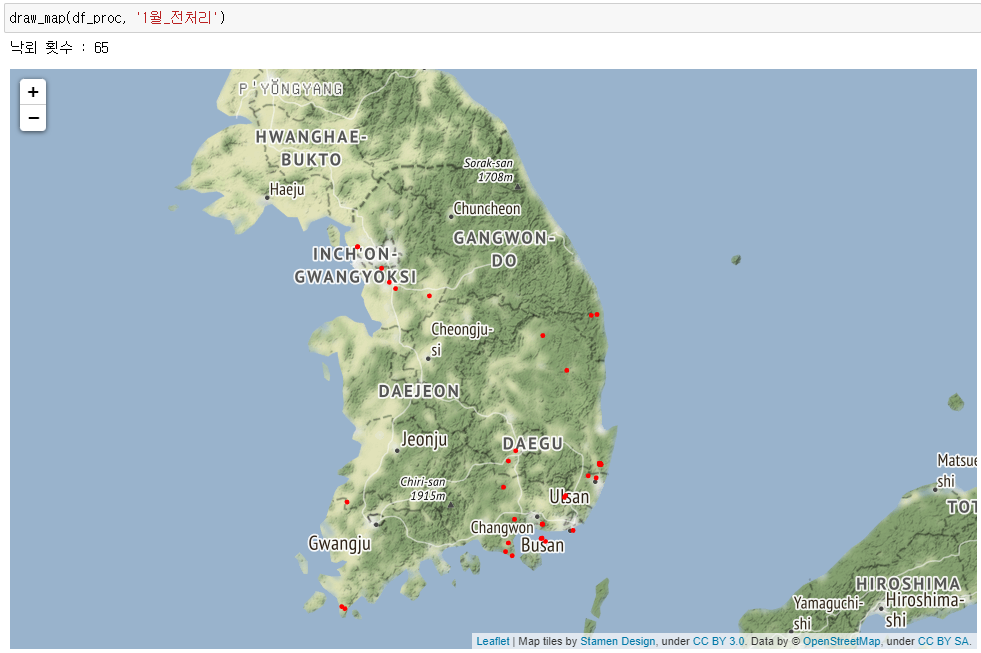 draw_map(df_proc, '1월_전처리')
낙뢰 횟수 : 65
+
−
P'YŎNGYANG
HWANGHAE-
BUKTO
Haeju
Sorak-san
1708m
Chuncheon
GANGWON-
DO
INCH'ON-
GWANGYOKSI
Cheongju-
si
DAEJEON
Jeonju
DAEGU
Chiri-san
1915m
Ulsan
Changwon
Busan
Gwangju
Matsue
shi
TOT
HIROSHIMA
Hiroshima-
shi
Yamaguchi-
shi
Leaflet | Map tiles by Stamen Design, under CC BY 3.0. Data by © OpenStreetMap, under CC BY SA.